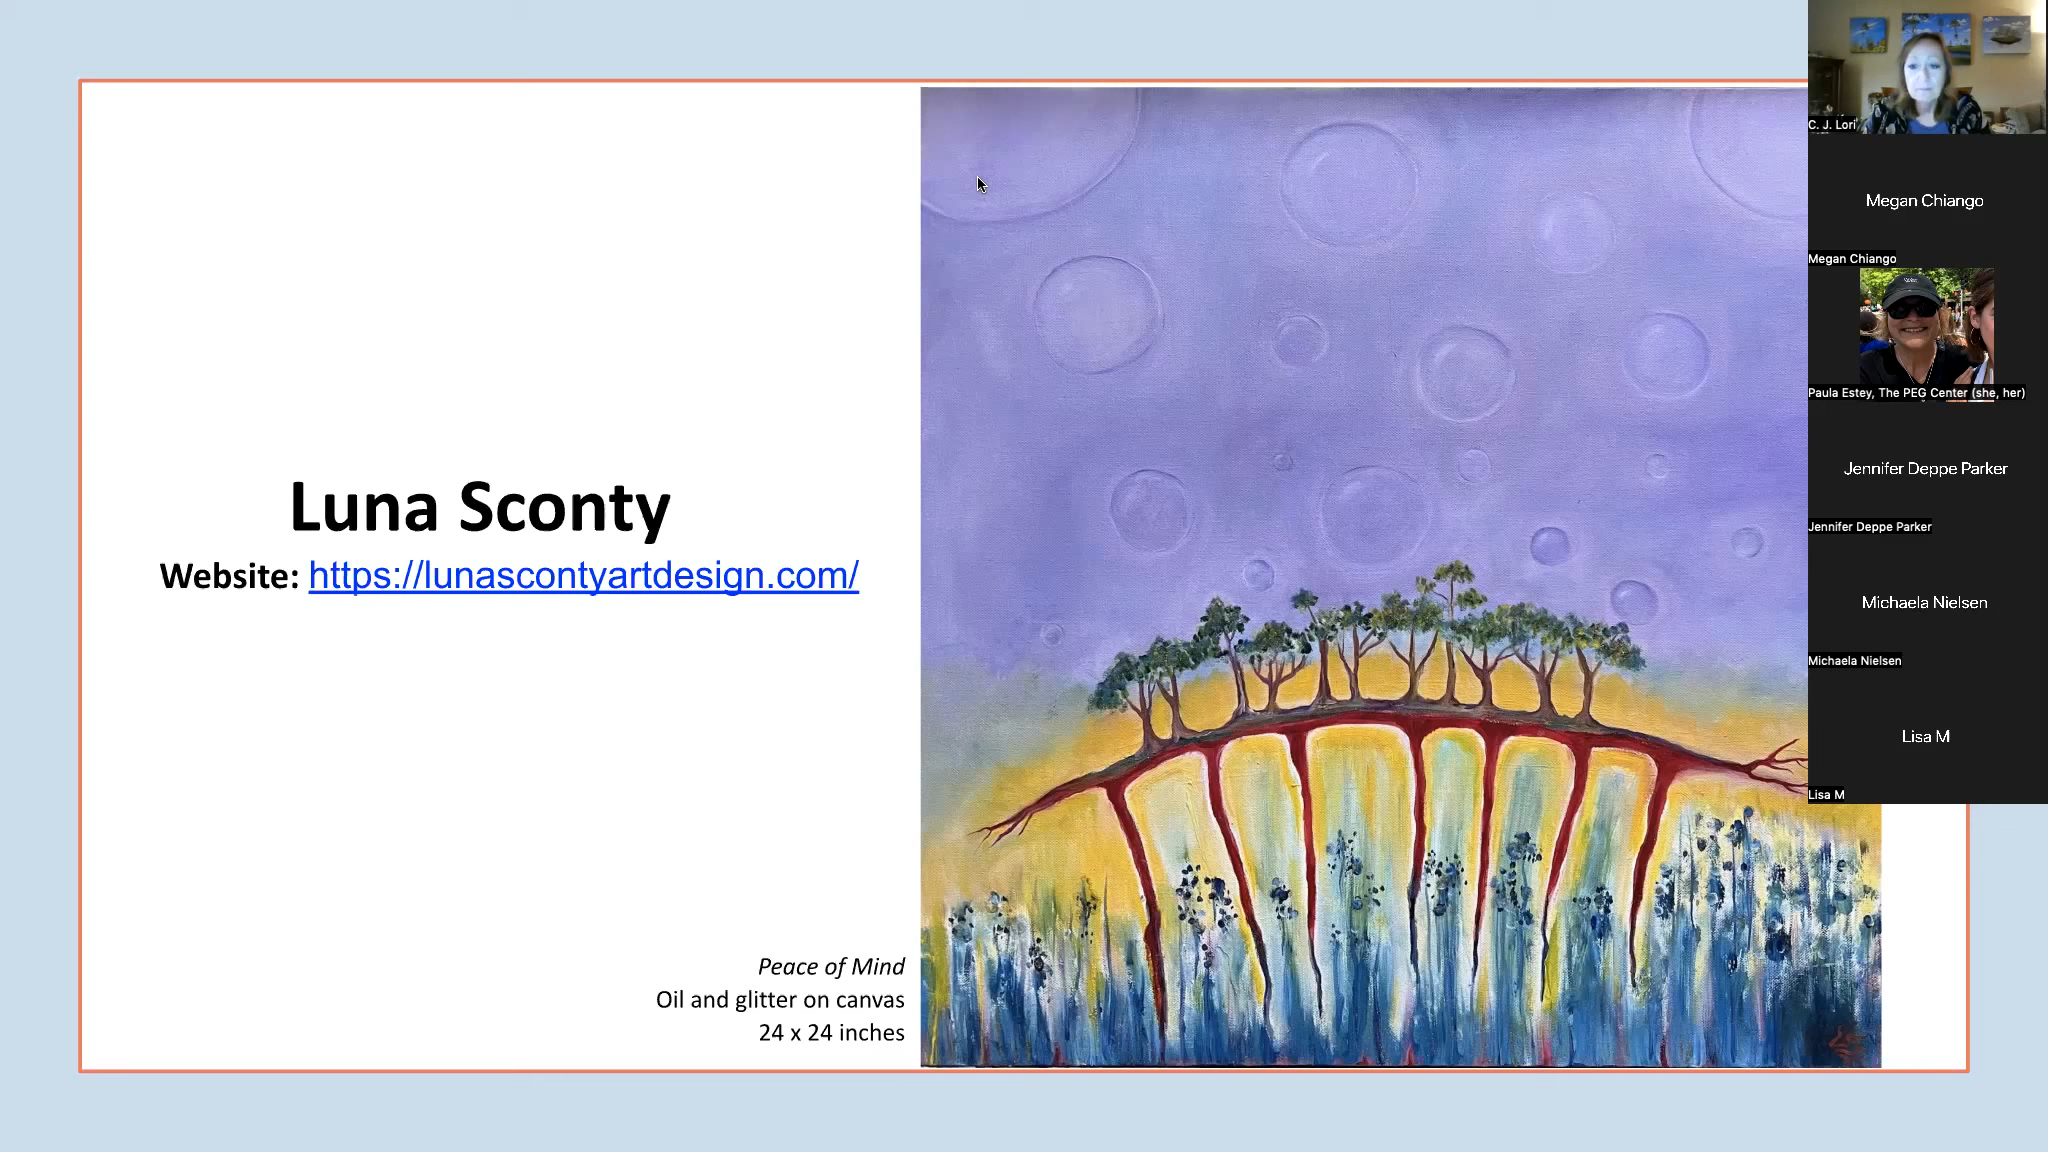 Luna Sconty
Website: https://lunascontyartdesign.com/
Peace of Mind
Oil and glitter on canvas
24 x 24 inches
C. J. Lori
Megan Chiango
Megan Chiango
Paula Estey, The PEG Center (she, her)
Jennifer Deppe Parker
Jennifer Deppe Parker
Michaela Nielsen
Michaela Nielsen
Lisa M
Lisa M